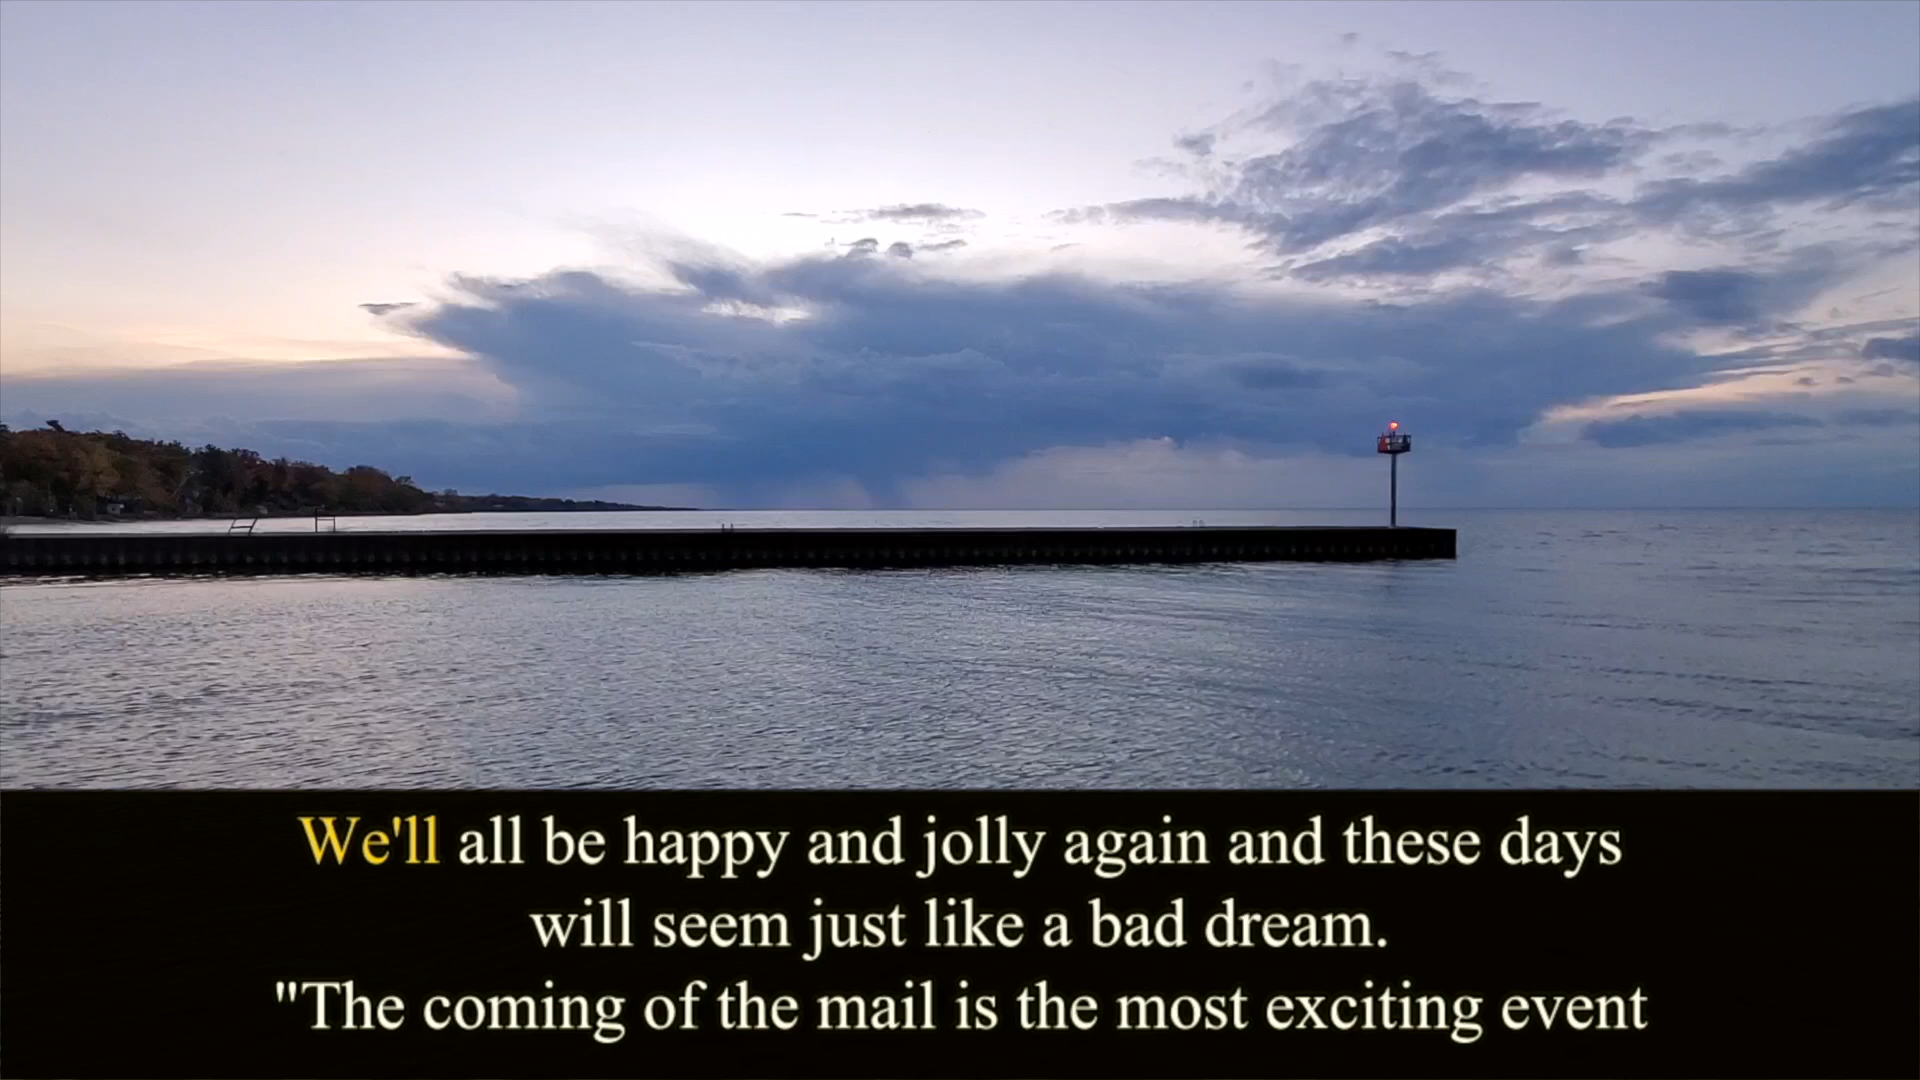 We'll all be happy and jolly again and these days
will seem just like a bad dream.
"The coming of the mail is the most exciting event